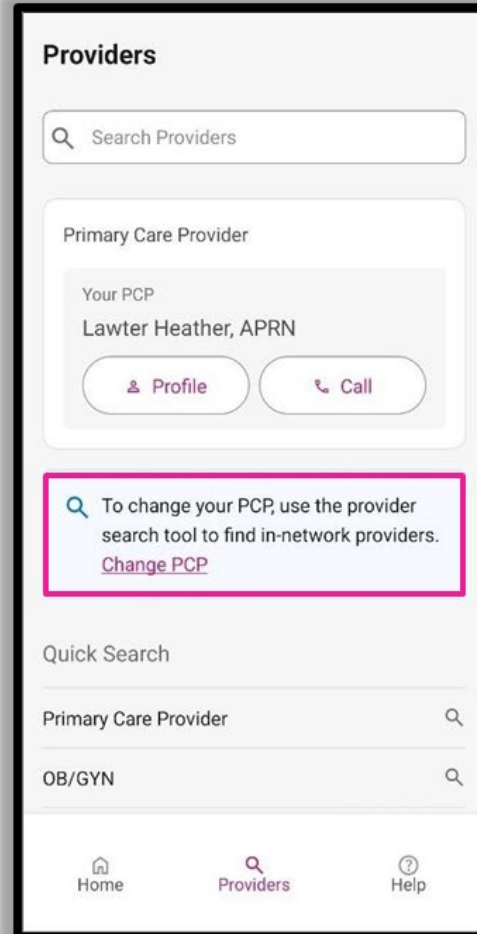 Providers
Search Providers
Primary Care Provider
Your PCP
Lawter Heather, APRN
Profile
Call
To change your PCP, use the provider
search tool to find in-network providers.
Change PCP
Quick Search
Primary Care Provider
OB/GYN
Home
Providers
Help